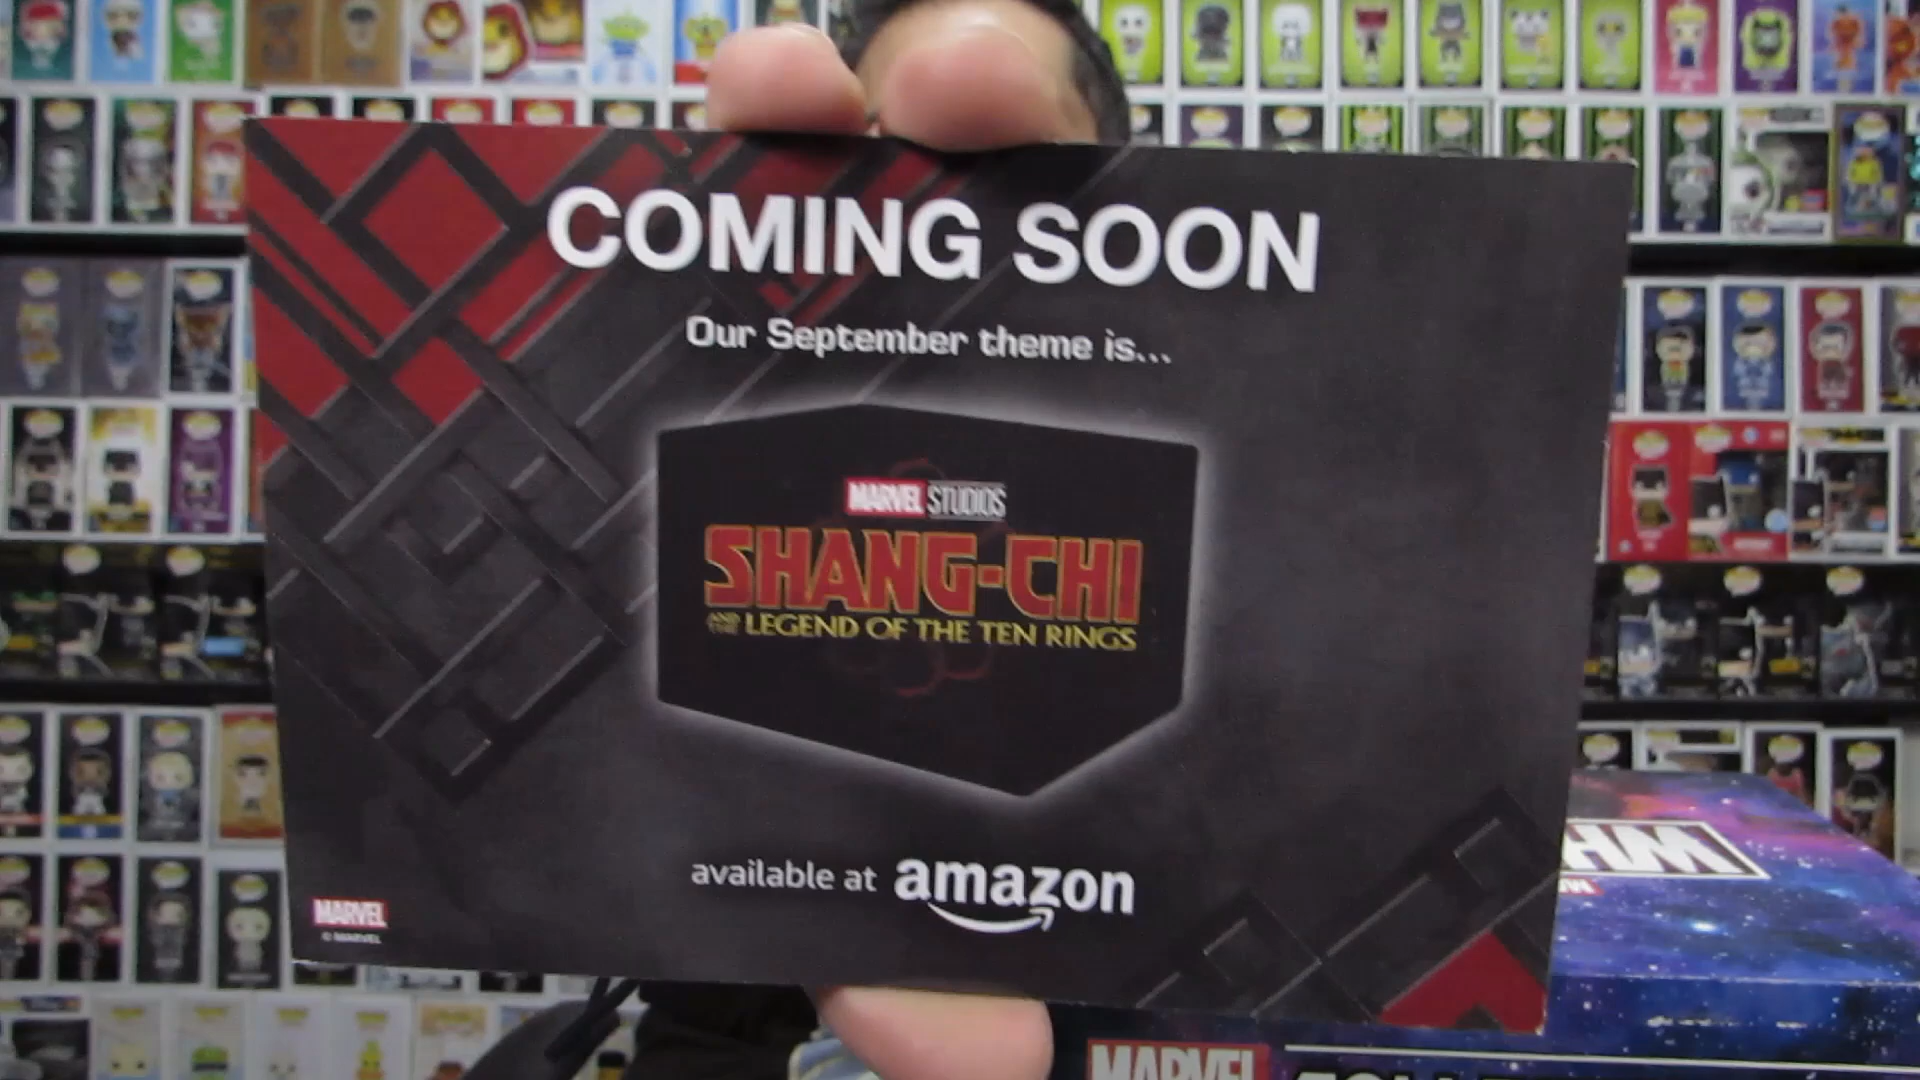 COMING SOON
Our September theme is...
MARVEL STUDIOS
SHANG-CHI
AND THE LEGEND OF THE TEN RINGS
available at amazon
MARVEL
© MARVEL
MARVEL